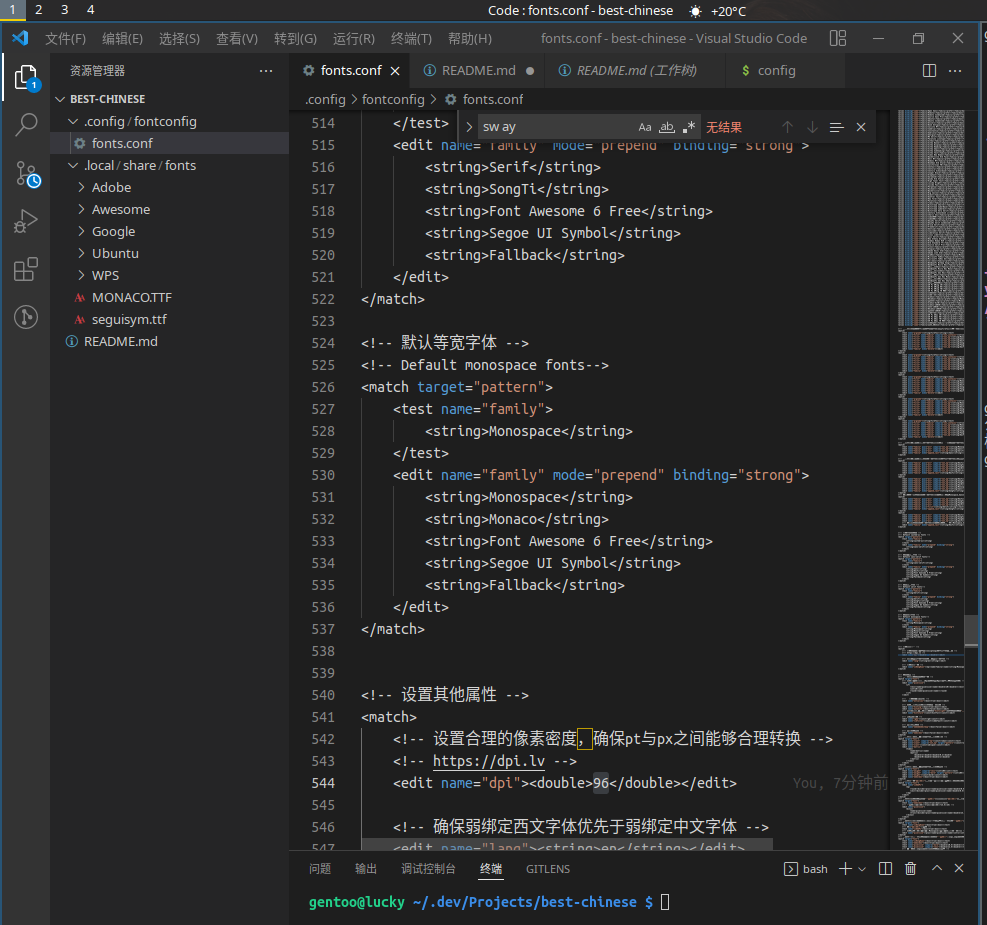 1 2 3 4 Code : fonts.conf - best-chinese +20°C
文件(F) 编辑(E) 选择(S) 查看(V) 转到(G) 运行(R) 终端(T) 帮助(H) fonts.conf - best-chinese - Visual Studio Code
资源管理器 ···
fonts.conf README.md README.md (工作树) $ config ···
BEST-CHINESE
.config / fontconfig
fonts.conf
.local / share / fonts
Adobe
Awesome
Google
Ubuntu
WPS
MONACO.TTF
seguisym.ttf
README.md
1
.config > fontconfig > fonts.conf
sw ay Aa ab .* 无结果
514 </test>
515 <edit name="family" mode="prepend" binding="strong">
516 <string>Serif</string>
517 <string>SongTi</string>
518 <string>Font Awesome 6 Free</string>
519 <string>Segoe UI Symbol</string>
520 <string>Fallback</string>
521 </edit>
522 </match>
523
524 <!-- 默认等宽字体 -->
525 <!-- Default monospace fonts-->
526 <match target="pattern">
527 <test name="family">
528 <string>Monospace</string>
529 </test>
530 <edit name="family" mode="prepend" binding="strong">
531 <string>Monospace</string>
532 <string>Monaco</string>
533 <string>Font Awesome 6 Free</string>
534 <string>Segoe UI Symbol</string>
535 <string>Fallback</string>
536 </edit>
537 </match>
538
539
540 <!-- 设置其他属性 -->
541 <match>
542 <!-- 设置合理的像素密度，确保pt与px之间能够合理转换 -->
543 <!-- https://dpi.lv -->
544 <edit name="dpi"><double>96</double></edit> You, 7分钟前
545
546 <!-- 确保弱绑定西文字体优先于弱绑定中文字体 -->
547 <edit name="lang"><string>en</string></edit>
问题 输出 调试控制台 终端 GITLENS bash
gentoo@lucky ~/.dev/Projects/best-chinese $